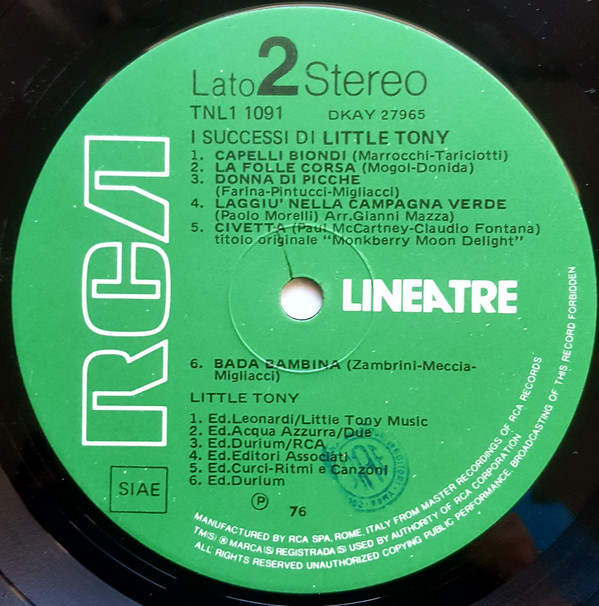 Lato 2 Stereo
TNL1 1091 DKAY 27965
I SUCCESSI DI LITTLE TONY
1. CAPELLI BIONDI (Marrocchi-Tariciotti)
2. LA FOLLE CORSA (Mogol-Donida)
3. DONNA DI PICCHE
(Farina-Pintucci-Migliacci)
4. LAGGIU' NELLA CAMPAGNA VERDE
(Paolo Morelli) Arr.Gianni Mazza)
5. CIVETTA (Paul McCartney-Claudio Fontana)
titolo originale "Monkberry Moon Delight"
RCA
LINEATRE
6. BADA BAMBINA (Zambrini-Meccia-
Migliacci)
LITTLE TONY
1. Ed.Leonardi/Little Tony Music
2. Ed.Acqua Azzurra/Due
3. Ed.Durium/RCA
4. Ed.Editori Associati
5. Ed.Curci-Ritmi e Canzoni
6. Ed.Durium
SIAE
P 76
MANUFACTURED BY RCA SPA, ROME, ITALY FROM MASTER RECORDINGS OF RCA RECORDS
TM(S) ® MARCA(S) REGISTRADA(S) USED BY AUTHORITY OF RCA CORPORATION
ALL RIGHTS RESERVED UNAUTHORIZED COPYING PUBLIC PERFORMANCE BROADCASTING OF THIS RECORD FORBIDDEN